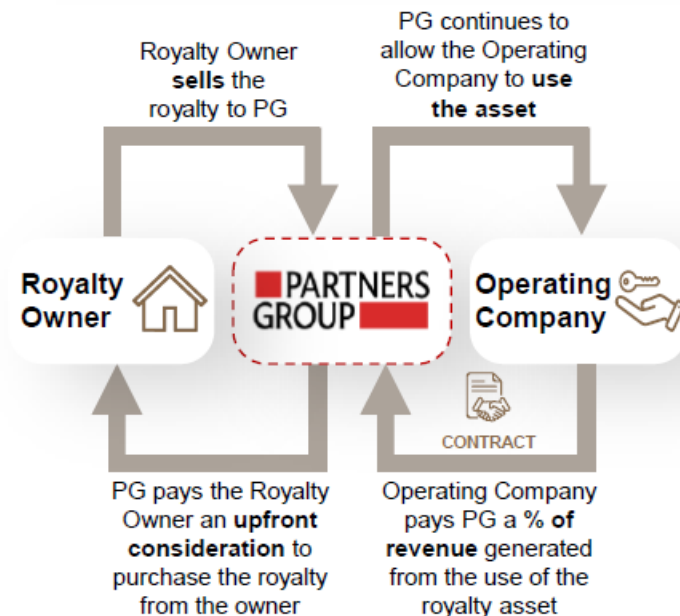 Royalty Owner
sells the
royalty to PG
PG continues to
allow the Operating
Company to use
the asset
Royalty
Owner
PARTNERS
GROUP
Operating
Company
CONTRACT
PG pays the Royalty
Owner an upfront
consideration to
purchase the royalty
from the owner
Operating Company
pays PG a % of
revenue generated
from the use of the
royalty asset